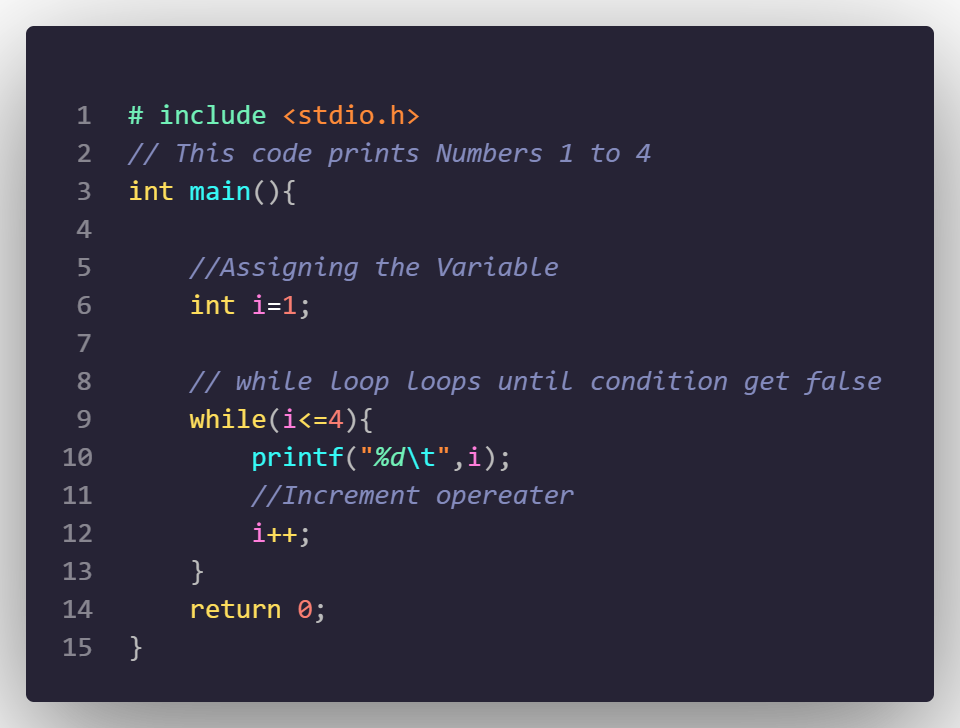 1 # include <stdio.h>
2 // This code prints Numbers 1 to 4
3 int main(){
4
5     //Assigning the Variable
6     int i=1;
7
8     // while loop loops until condition get false
9     while(i<=4){
10         printf("%d\t",i);
11         //Increment opereater
12         i++;
13     }
14     return 0;
15 }